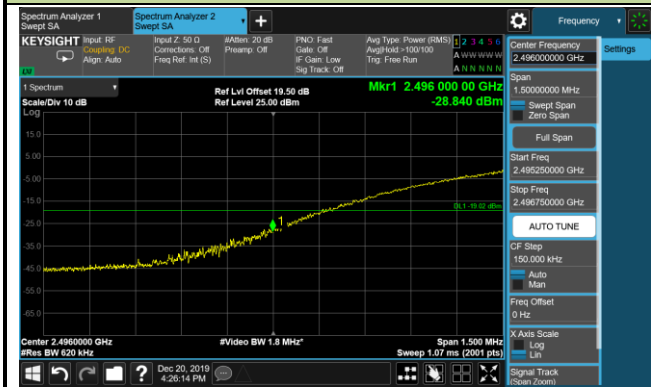 Spectrum Analyzer 1
Swept SA
Spectrum Analyzer 2
Swept SA
+
Frequency
KEYSIGHT
Input: RF
Coupling: DC
Align: Auto
Input Z: 50 Ω
Corrections: Off
Freq Ref: Int (S)
#Atten: 20 dB
Preamp: Off
PNO: Fast
Gate: Off
IF Gain: Low
Sig Track: Off
Avg Type: Power (RMS)
Avg|Hold:>100/100
Trig: Free Run
1 2 3 4 5 6
A W W W W W
A N N N N N
1 Spectrum
Scale/Div 10 dB
Log
Ref Lvl Offset 19.50 dB
Ref Level 25.00 dBm
Mkr1 2.496 000 00 GHz
-28.840 dBm
15.0
5.00
-5.00
-15.0
-25.0
-35.0
-45.0
-55.0
-65.0
DL1 -19.02 dBm
1
Center 2.4960000 GHz
#Res BW 620 kHz
#Video BW 1.8 MHz*
Span 1.500 MHz
Sweep 1.07 ms (2001 pts)
Center Frequency
2.496000000 GHz
Settings
Span
1.50000000 MHz
Swept Span
Zero Span
Full Span
Start Freq
2.495250000 GHz
Stop Freq
2.496750000 GHz
AUTO TUNE
CF Step
150.000 kHz
Auto
Man
Freq Offset
0 Hz
X Axis Scale
Log
Lin
Signal Track
(Span Zoom)
?
Dec 20, 2019
4:26:14 PM